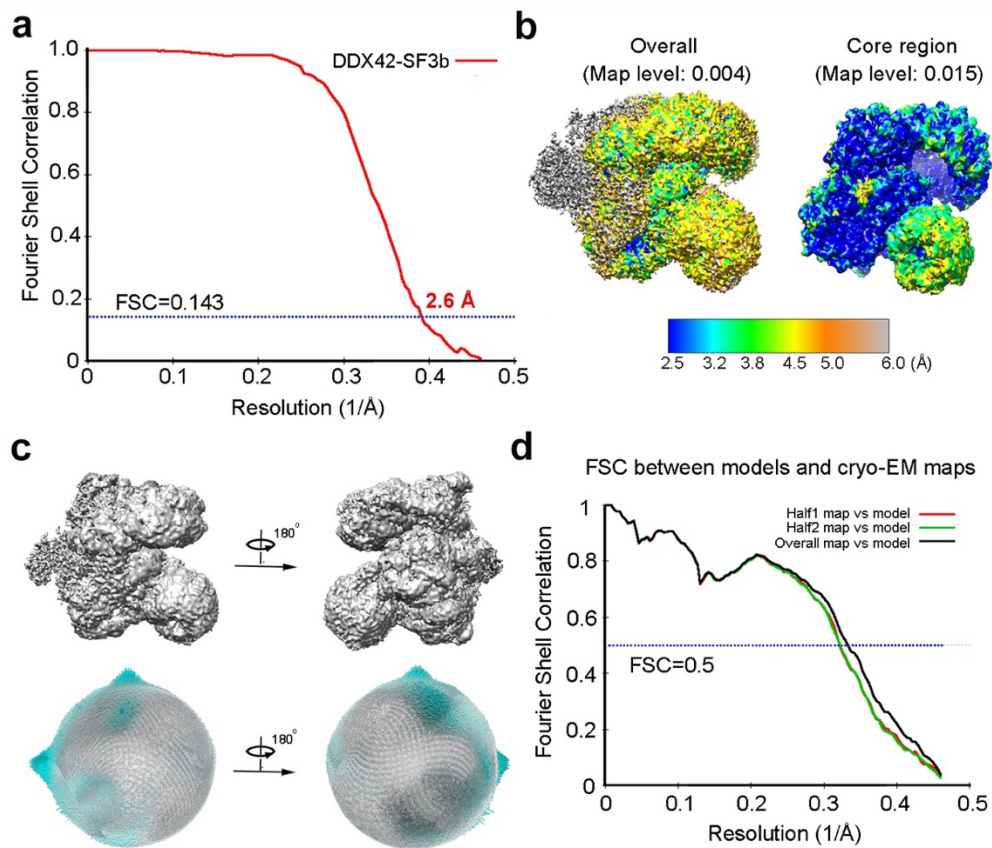 a
1.0
0.8
0.6
0.4
0.2
0
Fourier Shell Correlation
DDX42-SF3b
FSC=0.143
2.6 Å
0 0.1 0.2 0.3 0.4 0.5
Resolution (1/Å)
b
Overall
(Map level: 0.004)
Core region
(Map level: 0.015)
2.5 3.2 3.8 4.5 5.0 6.0 (Å)
c
180°
180°
d
FSC between models and cryo-EM maps
1
0.8
0.6
0.4
0.2
0
Fourier Shell Correlation
Half1 map vs model
Half2 map vs model
Overall map vs model
FSC=0.5
0 0.1 0.2 0.3 0.4 0.5
Resolution (1/Å)